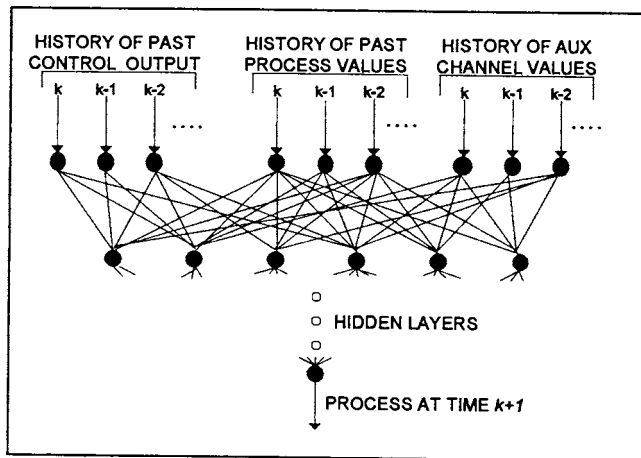 HISTORY OF PAST
CONTROL OUTPUT
HISTORY OF PAST
PROCESS VALUES
HISTORY OF AUX
CHANNEL VALUES
k k-1 k-2 ....
k k-1 k-2 ....
k k-1 k-2 ....
HIDDEN LAYERS
PROCESS AT TIME k+1